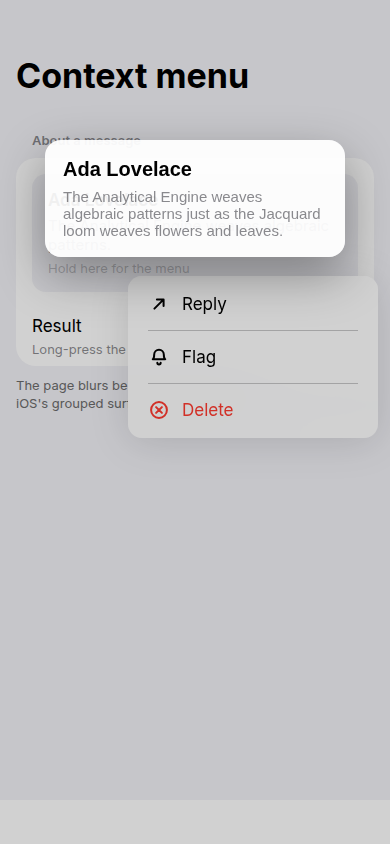 Context menu
About a message
Ada Lovelace
The Analytical Engine weaves
algebraic patterns just as the Jacquard
loom weaves flowers and leaves.
Hold here for the menu
Reply
Result
Long-press the
Flag
The page blurs be
iOS's grouped sur
Delete